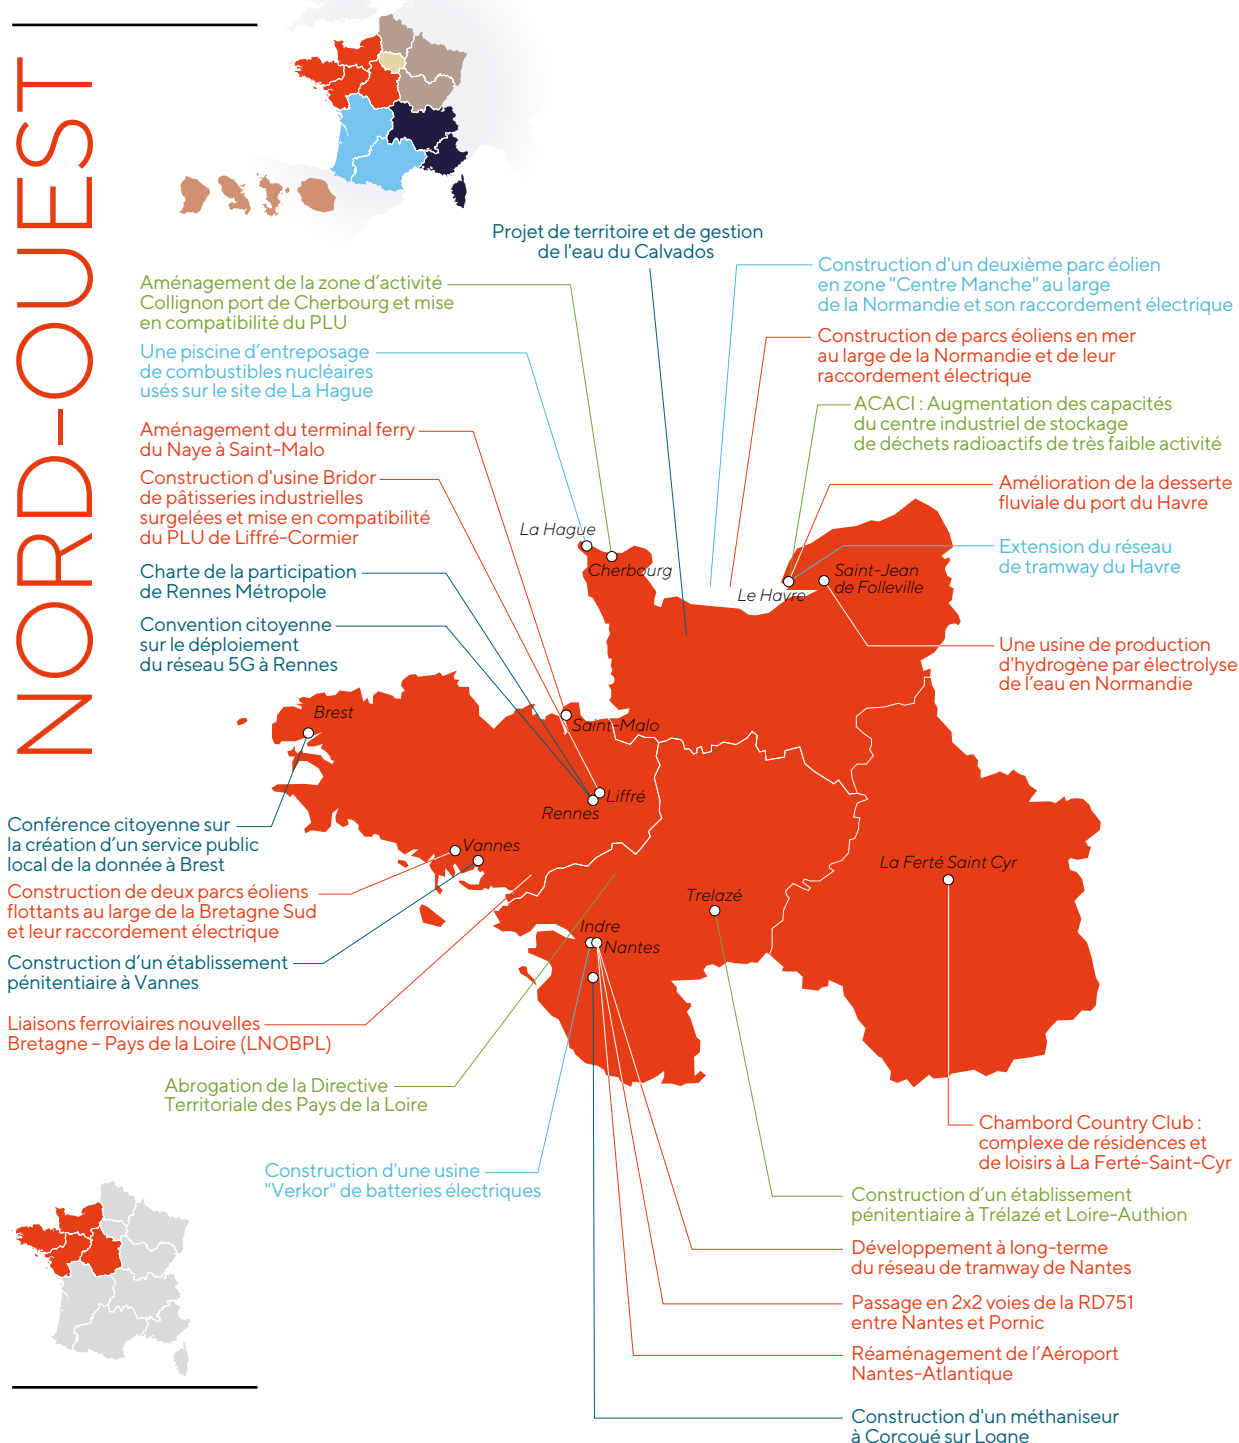 NORD-OUEST
Projet de territoire et de gestion
de l'eau du Calvados
Aménagement de la zone d’activité
Collignon port de Cherbourg et mise
en compatibilité du PLU
Une piscine d’entreposage
de combustibles nucléaires
usés sur le site de La Hague
Aménagement du terminal ferry
du Naye à Saint-Malo
Construction d'usine Bridor
de pâtisseries industrielles
surgelées et mise en compatibilité
du PLU de Liffré-Cormier
Charte de la participation
de Rennes Métropole
Convention citoyenne
sur le déploiement
du réseau 5G à Rennes
Construction d'un deuxième parc éolien
en zone "Centre Manche" au large
de la Normandie et son raccordement électrique
Construction de parcs éoliens en mer
au large de la Normandie et de leur
raccordement électrique
ACACI : Augmentation des capacités
du centre industriel de stockage
de déchets radioactifs de très faible activité
Amélioration de la desserte
fluviale du port du Havre
Extension du réseau
de tramway du Havre
Une usine de production
d'hydrogène par électrolyse
de l’eau en Normandie
La Hague
Cherbourg
Le Havre
Saint-Jean
de Folleville
Brest
Saint-Malo
Liffré
Rennes
Vannes
La Ferté Saint Cyr
Trelazé
Indre
Nantes
Conférence citoyenne sur
la création d’un service public
local de la donnée à Brest
Construction de deux parcs éoliens
flottants au large de la Bretagne Sud
et leur raccordement électrique
Construction d’un établissement
pénitentiaire à Vannes
Liaisons ferroviaires nouvelles
Bretagne – Pays de la Loire (LNOBPL)
Abrogation de la Directive
Territoriale des Pays de la Loire
Construction d'une usine
"Verkor" de batteries électriques
Chambord Country Club :
complexe de résidences et
de loisirs à La Ferté-Saint-Cyr
Construction d’un établissement
pénitentiaire à Trélazé et Loire-Authion
Développement à long-terme
du réseau de tramway de Nantes
Passage en 2x2 voies de la RD751
entre Nantes et Pornic
Réaménagement de l’Aéroport
Nantes-Atlantique
Construction d'un méthaniseur
à Corcoué sur Logne